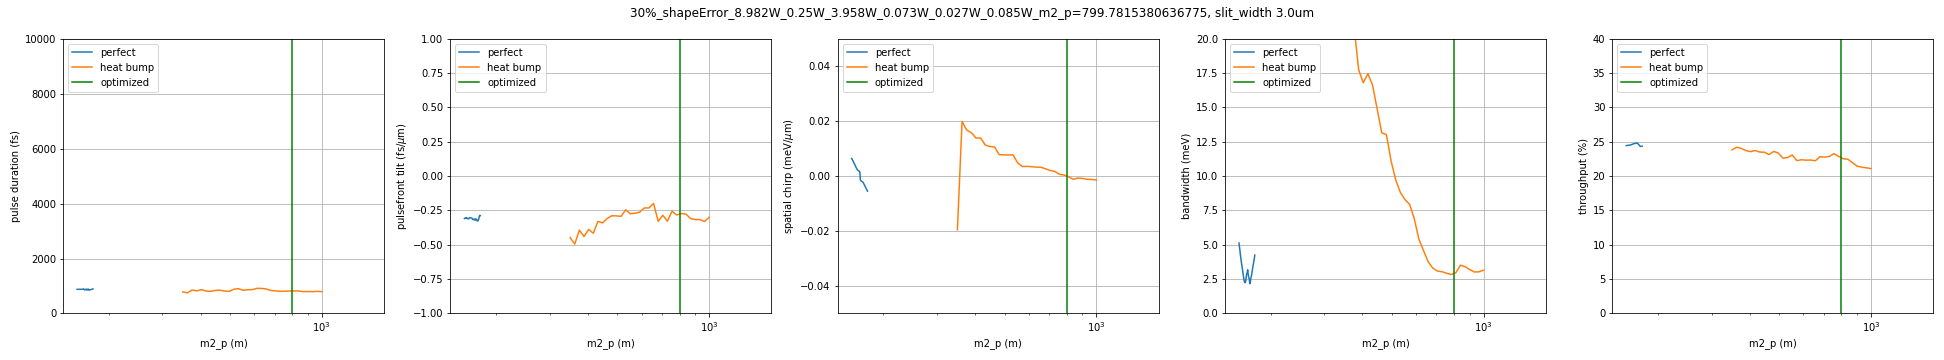 30%_shapeError_8.982W_0.25W_3.958W_0.073W_0.027W_0.085W_m2_p=799.7815380636775, slit_width 3.0um
pulse duration (fs)
10000
8000
6000
4000
2000
0
perfect
heat bump
optimized
10³
m2_p (m)
pulsefront tilt (fs/μm)
1.00
0.75
0.50
0.25
0.00
−0.25
−0.50
−0.75
−1.00
perfect
heat bump
optimized
10³
m2_p (m)
spatial chirp (meV/μm)
0.04
0.02
0.00
−0.02
−0.04
perfect
heat bump
optimized
10³
m2_p (m)
bandwidth (meV)
20.0
17.5
15.0
12.5
10.0
7.5
5.0
2.5
0.0
perfect
heat bump
optimized
10³
m2_p (m)
throughput (%)
40
35
30
25
20
15
10
5
0
perfect
heat bump
optimized
10³
m2_p (m)